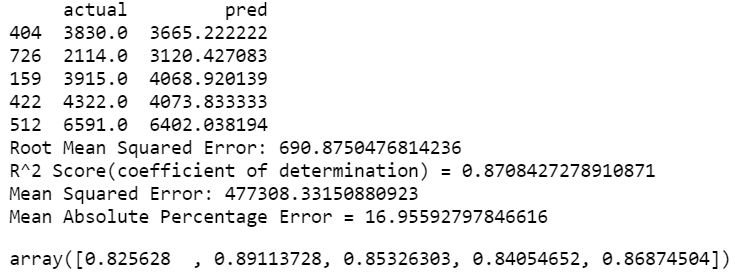 actual pred
404 3830.0 3665.222222
726 2114.0 3120.427083
159 3915.0 4068.920139
422 4322.0 4073.833333
512 6591.0 6402.038194
Root Mean Squared Error: 690.8750476814236
R^2 Score(coefficient of determination) = 0.8708427278910871
Mean Squared Error: 477308.33150880923
Mean Absolute Percentage Error = 16.95592797846616
array([0.825628  , 0.89113728, 0.85326303, 0.84054652, 0.86874504])